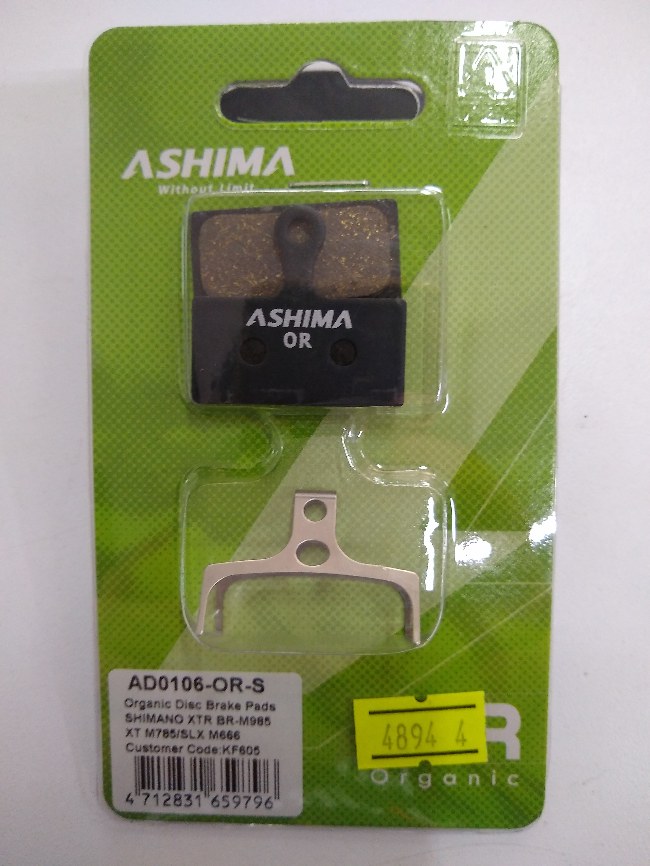 ASHIMA
Without Limit
ASHIMA
OR
AD0106-OR-S
Organic Disc Brake Pads
SHIMANO XTR BR-M985
XT M785/SLX M666
Customer Code:KF605
4 712831 659796
4894 4
R
Organic